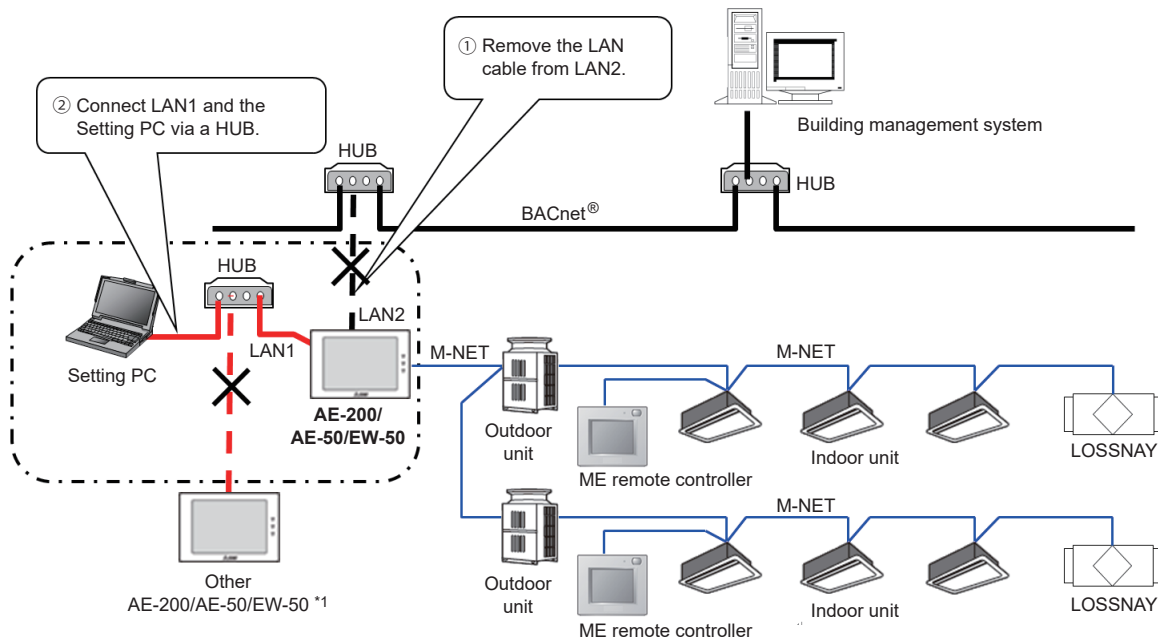 ① Remove the LAN
cable from LAN2.
② Connect LAN1 and the
Setting PC via a HUB.
Building management system
HUB
HUB
BACnet®
HUB
LAN2
LAN1
Setting PC
M-NET
M-NET
AE-200/
AE-50/EW-50
Outdoor
unit
ME remote controller
Indoor unit
LOSSNAY
M-NET
Other
AE-200/AE-50/EW-50 *1
Outdoor
unit
ME remote controller
Indoor unit
LOSSNAY